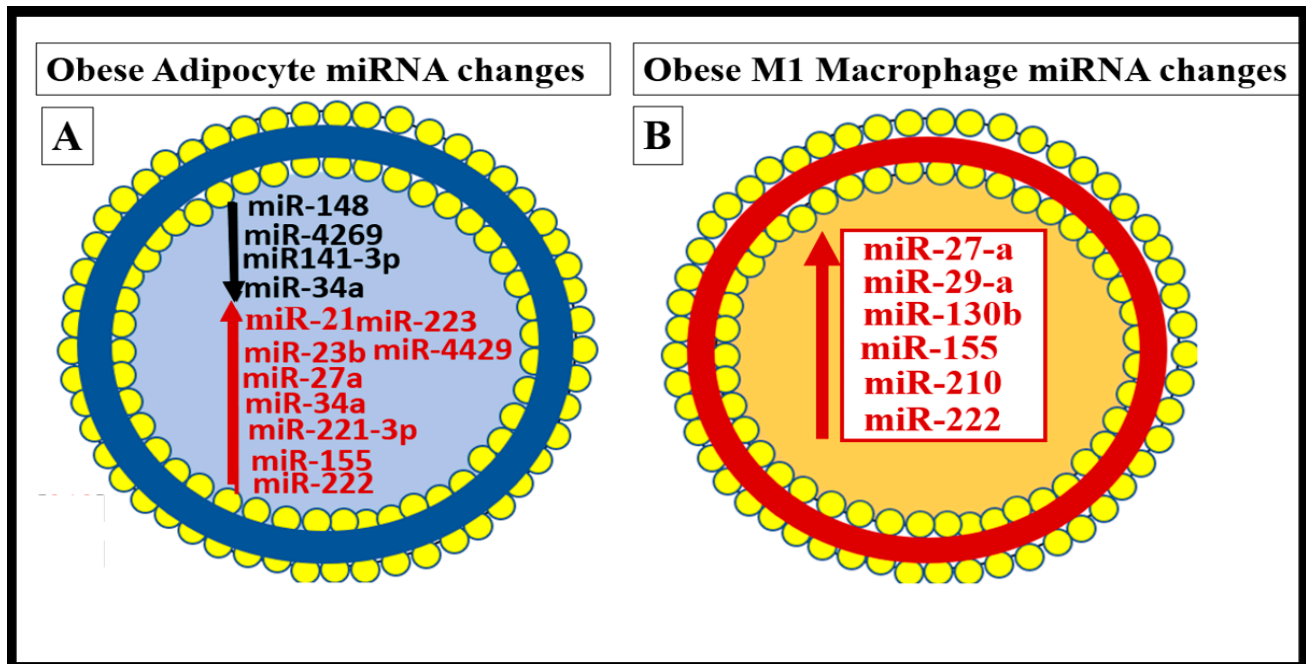 Obese Adipocyte miRNA changes
A
miR-148
miR-4269
miR141-3p
miR-34a
miR-21 miR-223
miR-23b miR-4429
miR-27a
miR-34a
miR-221-3p
miR-155
miR-222
Obese M1 Macrophage miRNA changes
B
miR-27-a
miR-29-a
miR-130b
miR-155
miR-210
miR-222